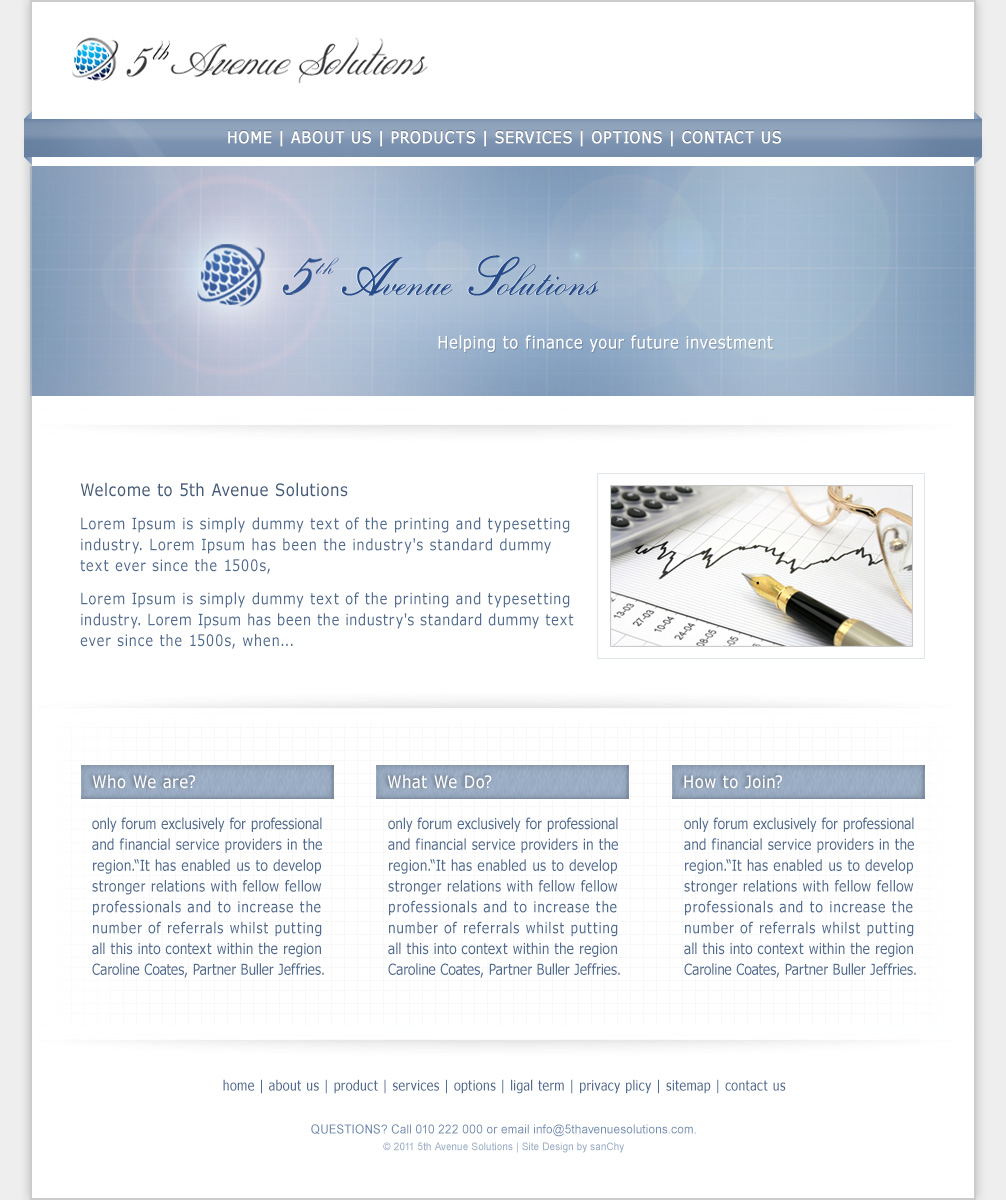 5th Avenue Solutions
HOME | ABOUT US | PRODUCTS | SERVICES | OPTIONS | CONTACT US
5th Avenue Solutions
Helping to finance your future investment
Welcome to 5th Avenue Solutions
Lorem Ipsum is simply dummy text of the printing and typesetting
industry. Lorem Ipsum has been the industry's standard dummy
text ever since the 1500s,
Lorem Ipsum is simply dummy text of the printing and typesetting
industry. Lorem Ipsum has been the industry's standard dummy text
ever since the 1500s, when...
13-03
27-03
10-04
24-04
08-05
-05
Who We are?
only forum exclusively for professional
and financial service providers in the
region.“It has enabled us to develop
stronger relations with fellow fellow
professionals and to increase the
number of referrals whilst putting
all this into context within the region
Caroline Coates, Partner Buller Jeffries.
What We Do?
only forum exclusively for professional
and financial service providers in the
region.“It has enabled us to develop
stronger relations with fellow fellow
professionals and to increase the
number of referrals whilst putting
all this into context within the region
Caroline Coates, Partner Buller Jeffries.
How to Join?
only forum exclusively for professional
and financial service providers in the
region.“It has enabled us to develop
stronger relations with fellow fellow
professionals and to increase the
number of referrals whilst putting
all this into context within the region
Caroline Coates, Partner Buller Jeffries.
home | about us | product | services | options | ligal term | privacy plicy | sitemap | contact us
QUESTIONS? Call 010 222 000 or email info@5thavenuesolutions.com.
© 2011 5th Avenue Solutions | Site Design by sanChy